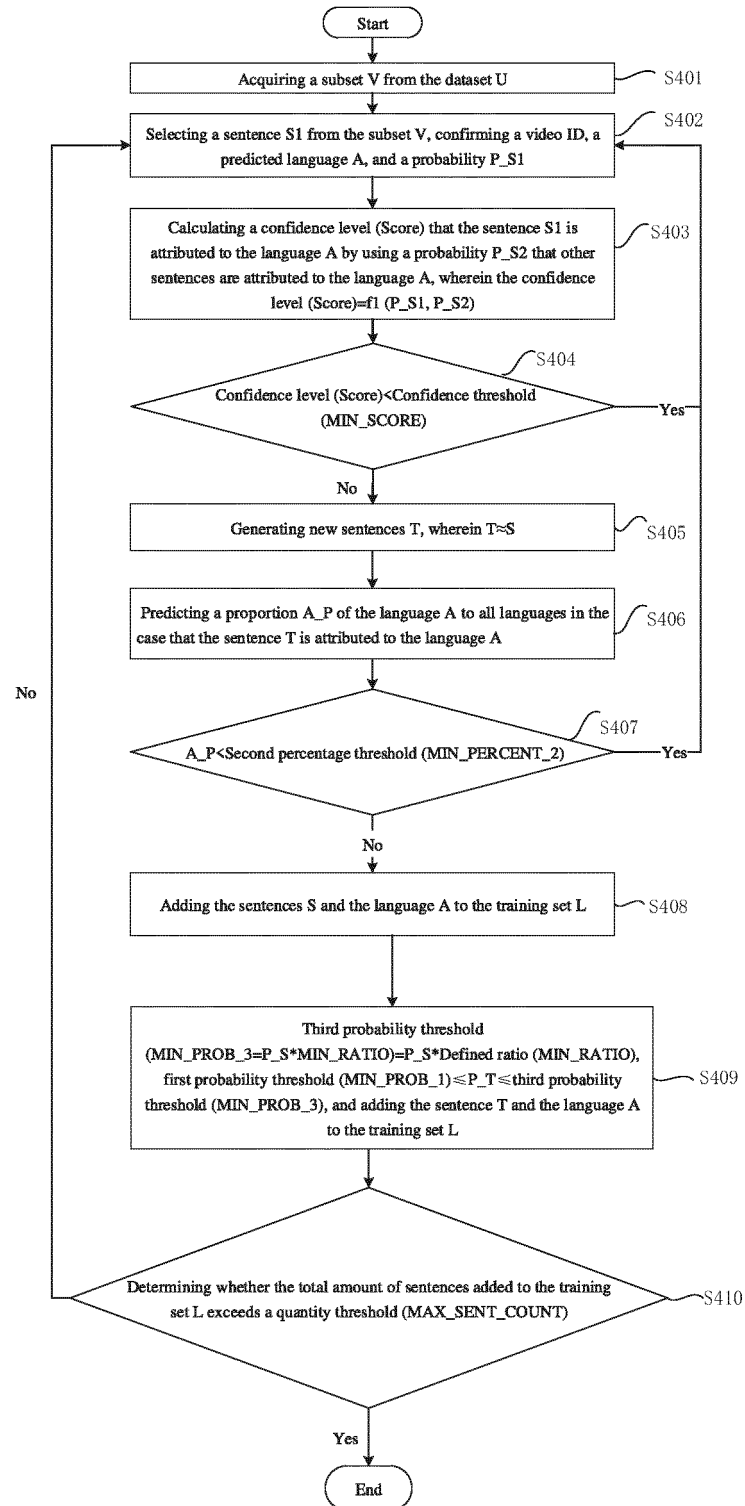 Start
Acquiring a subset V from the dataset U
S401
Selecting a sentence S1 from the subset V, confirming a video ID, a
predicted language A, and a probability P_S1
S402
Calculating a confidence level (Score) that the sentence S1 is
attributed to the language A by using a probability P_S2 that other
sentences are attributed to the language A, wherein the confidence
level (Score)=f1 (P_S1, P_S2)
S403
S404
Confidence level (Score)<Confidence threshold
(MIN_SCORE)
Yes
No
Generating new sentences T, wherein T≈S
S405
Predicting a proportion A_P of the language A to all languages in the
case that the sentence T is attributed to the language A
S406
No
S407
A_P<Second percentage threshold (MIN_PERCENT_2)
Yes
No
Adding the sentences S and the language A to the training set L
S408
Third probability threshold
(MIN_PROB_3=P_S*MIN_RATIO)=P_S*Defined ratio (MIN_RATIO),
first probability threshold (MIN_PROB_1)≤P_T≤third probability
threshold (MIN_PROB_3), and adding the sentence T and the language A
to the training set L
S409
Determining whether the total amount of sentences added to the training
set L exceeds a quantity threshold (MAX_SENT_COUNT)
S410
Yes
End